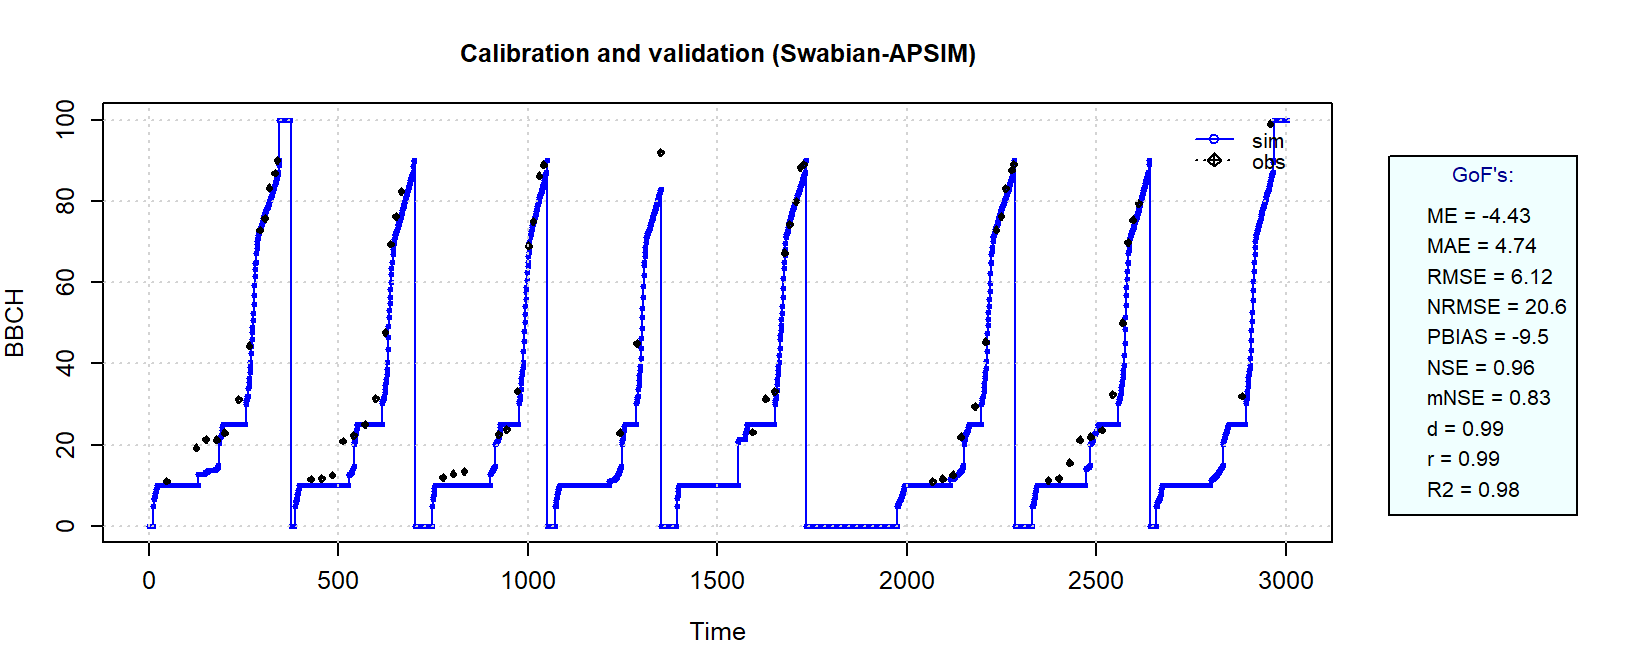 Calibration and validation (Swabian-APSIM)
100
80
60
40
20
0
BBCH
sim
obs
0 500 1000 1500 2000 2500 3000
Time
GoF's:
ME = -4.43
MAE = 4.74
RMSE = 6.12
NRMSE = 20.6
PBIAS = -9.5
NSE = 0.96
mNSE = 0.83
d = 0.99
r = 0.99
R2 = 0.98